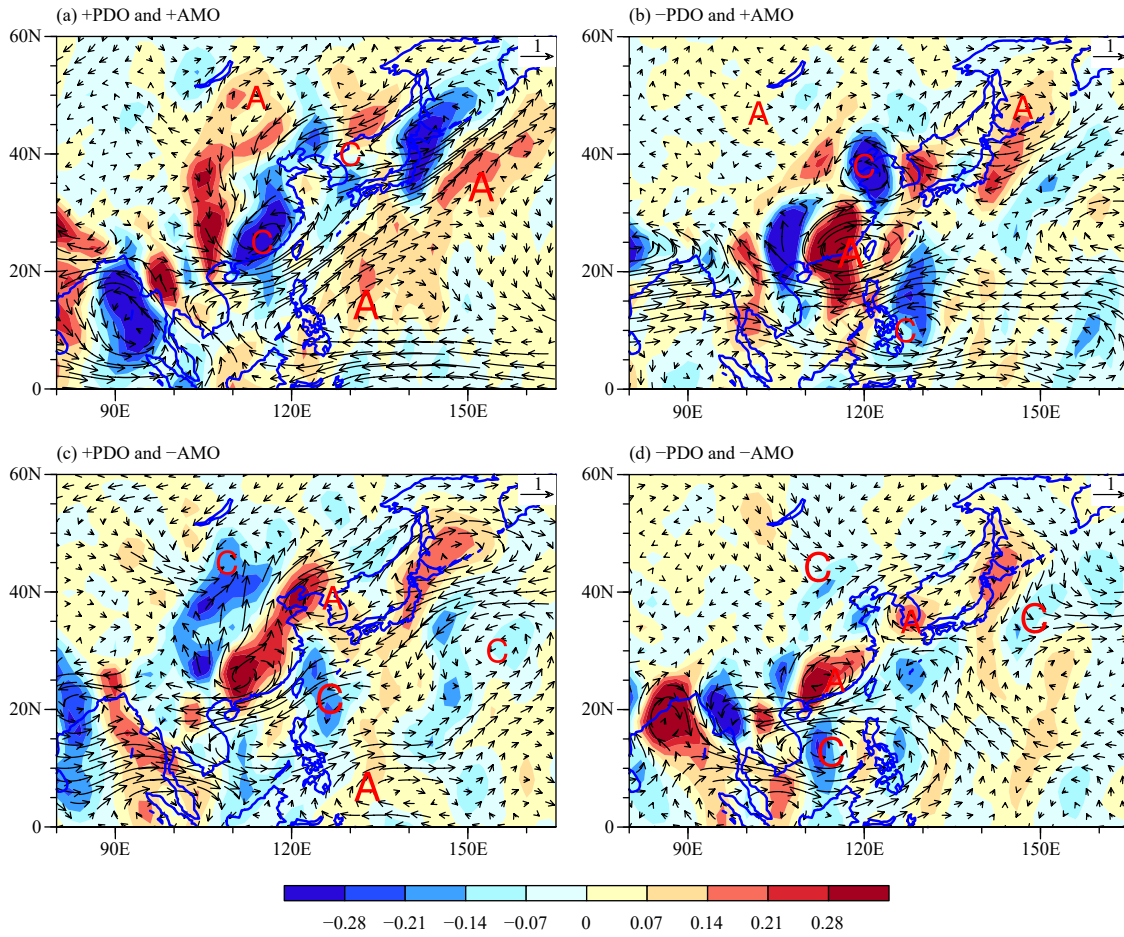 (a) +PDO and +AMO
(b) −PDO and +AMO
60N
1
60N
1
A
A
A
40N
C
40N
C
A
C
A
20N
20N
A
C
0
0
90E
120E
150E
90E
120E
150E
(c) +PDO and −AMO
(d) −PDO and −AMO
60N
1
60N
1
C
C
40N
A
40N
A
C
C
C
A
20N
20N
C
A
0
0
90E
120E
150E
90E
120E
150E
−0.28
−0.21
−0.14
−0.07
0
0.07
0.14
0.21
0.28